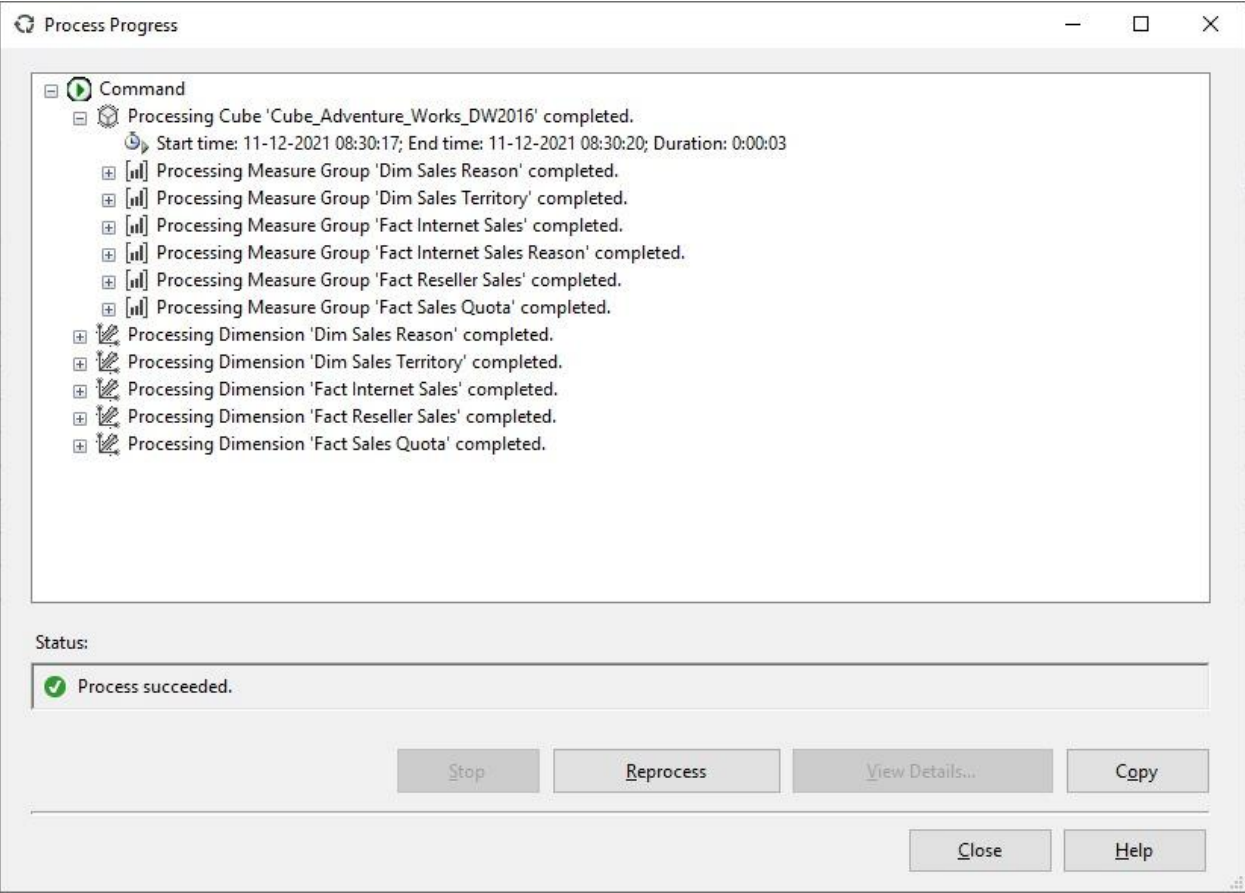 Process Progress
Command
Processing Cube 'Cube_Adventure_Works_DW2016' completed.
Start time: 11-12-2021 08:30:17; End time: 11-12-2021 08:30:20; Duration: 0:00:03
Processing Measure Group 'Dim Sales Reason' completed.
Processing Measure Group 'Dim Sales Territory' completed.
Processing Measure Group 'Fact Internet Sales' completed.
Processing Measure Group 'Fact Internet Sales Reason' completed.
Processing Measure Group 'Fact Reseller Sales' completed.
Processing Measure Group 'Fact Sales Quota' completed.
Processing Dimension 'Dim Sales Reason' completed.
Processing Dimension 'Dim Sales Territory' completed.
Processing Dimension 'Fact Internet Sales' completed.
Processing Dimension 'Fact Reseller Sales' completed.
Processing Dimension 'Fact Sales Quota' completed.
Status:
Process succeeded.
Stop Reprocess View Details... Copy
Close Help